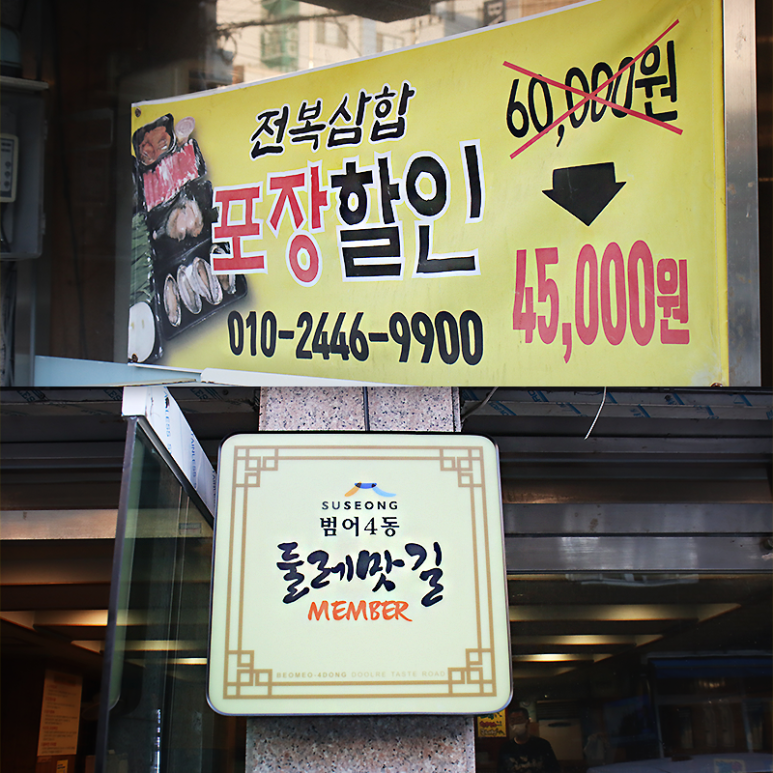 전복삼합
포장할인
010-2446-9900
60,000원
45,000원
SUSEONG
범어4동
둘레맛길
MEMBER
BEOMEO-4DONG DOOLRE TASTE ROAD